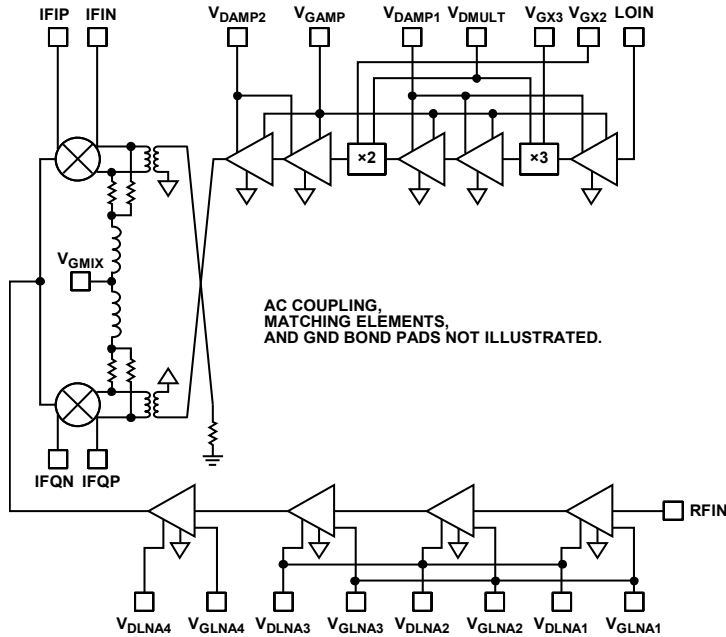 IFIP IFIN VDAMP2 VGAMP VDAMP1 VDMULT VGX3 VGX2 LOIN
×2 ×3
VGMIX
AC COUPLING,
MATCHING ELEMENTS,
AND GND BOND PADS NOT ILLUSTRATED.
IFQN IFQP
RFIN
VDLNA4 VGLNA4 VDLNA3 VGLNA3 VDLNA2 VGLNA2 VDLNA1 VGLNA1